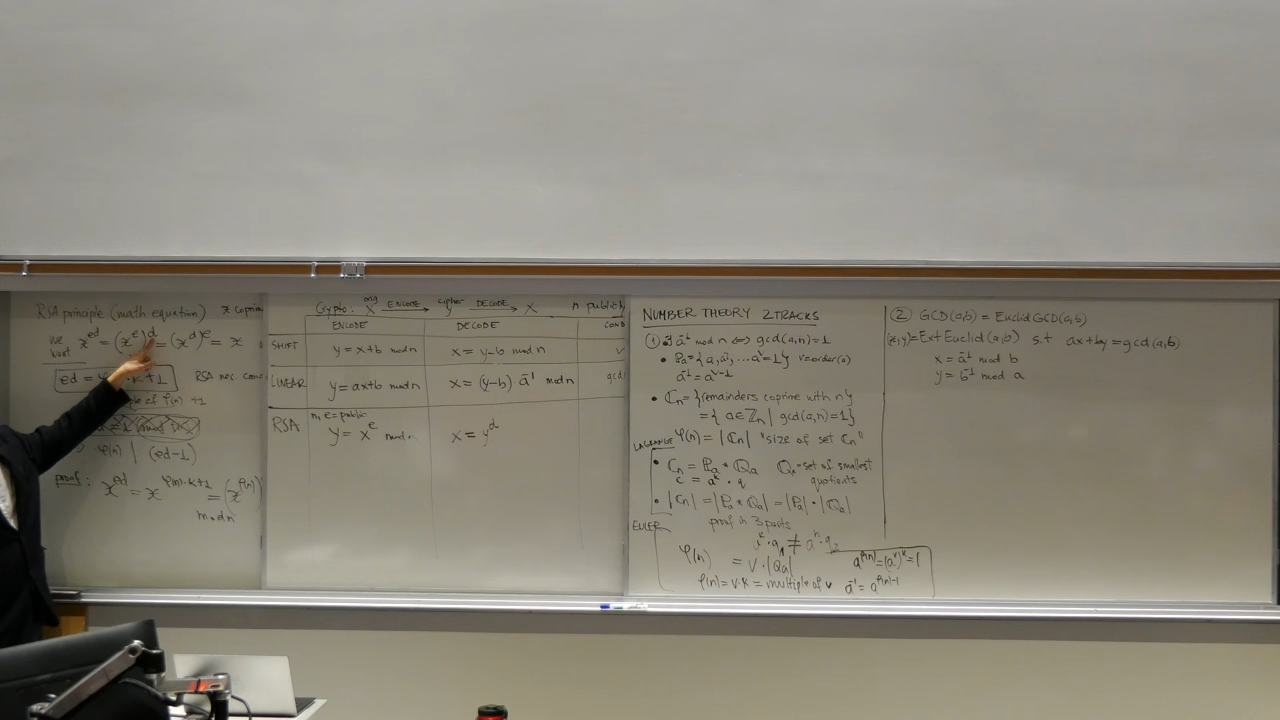 RSA principle (math equation) x coprim
we want x^ed = (x^e)^d = (x^d)^e = x
ed = k+1 RSA nec. con
of φ(n) +1
φ(n) | (ed-1)
proof: x^ed = x^(φ(n)·k+1) = (x^φ(n))
mod n
Crypto: org x ENCODE → cipher y DECODE → x n public
ENCODE DECODE COND
SHIFT y = x+b mod n x = y-b mod n
LINEAR y = ax+b mod n x = (y-b) a^-1 mod n gcd(
RSA n, e = public
y = x^e mod n x = y^d
NUMBER THEORY 2TRACKS
① ∃ a^-1 mod n ⇔ gcd(a,n)=1
• Pa = {a, a², ... a^v=1} v=order(a)
a^-1 = a^v-1
• Cn = {remainders coprime with n}
= { a∈Zn | gcd(a,n)=1}
φ(n) = |Cn| "size of set Cn"
LAGRANGE
• Cn = Pa * Qa Qa=set of smallest
c = a^k · q quotients
• |Cn| = |Pa * Qa| = |Pa| · |Qa|
proof in 3 parts
EULER
φ(n) = v·|Qa|
φ(n) = v·k = multiple of v
a^φ(n) = (a^v)^k = 1
a^-1 = a^φ(n)-1
② GCD(a,b) = EuclidGCD(a,b)
(x,y) = ExtEuclid(a,b) s.t ax+by = gcd(a,b)
x = a^-1 mod b
y = b^-1 mod a